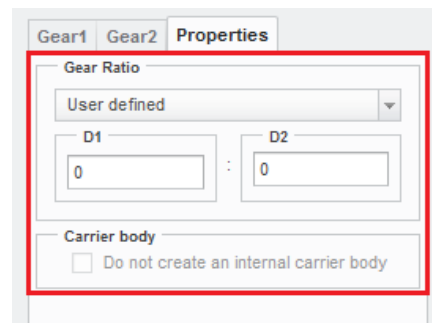 Gear1 Gear2 Properties
Gear Ratio
User defined
D1 D2
0 : 0
Carrier body
Do not create an internal carrier body